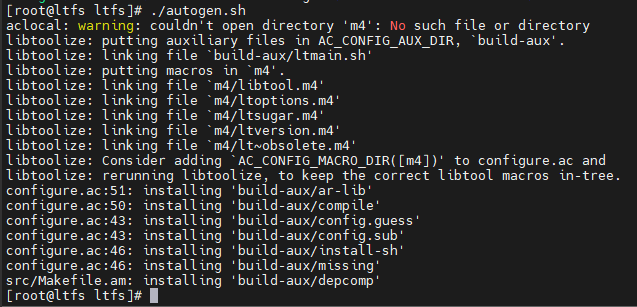 [root@ltfs ltfs]# ./autogen.sh
aclocal: warning: couldn't open directory 'm4': No such file or directory
libtoolize: putting auxiliary files in AC_CONFIG_AUX_DIR, `build-aux'.
libtoolize: linking file `build-aux/ltmain.sh'
libtoolize: putting macros in `m4'.
libtoolize: linking file `m4/libtool.m4'
libtoolize: linking file `m4/ltoptions.m4'
libtoolize: linking file `m4/ltsugar.m4'
libtoolize: linking file `m4/ltversion.m4'
libtoolize: linking file `m4/lt~obsolete.m4'
libtoolize: Consider adding `AC_CONFIG_MACRO_DIR([m4])' to configure.ac and
libtoolize: rerunning libtoolize, to keep the correct libtool macros in-tree.
configure.ac:51: installing 'build-aux/ar-lib'
configure.ac:50: installing 'build-aux/compile'
configure.ac:43: installing 'build-aux/config.guess'
configure.ac:43: installing 'build-aux/config.sub'
configure.ac:46: installing 'build-aux/install-sh'
configure.ac:46: installing 'build-aux/missing'
src/Makefile.am: installing 'build-aux/depcomp'
[root@ltfs ltfs]#